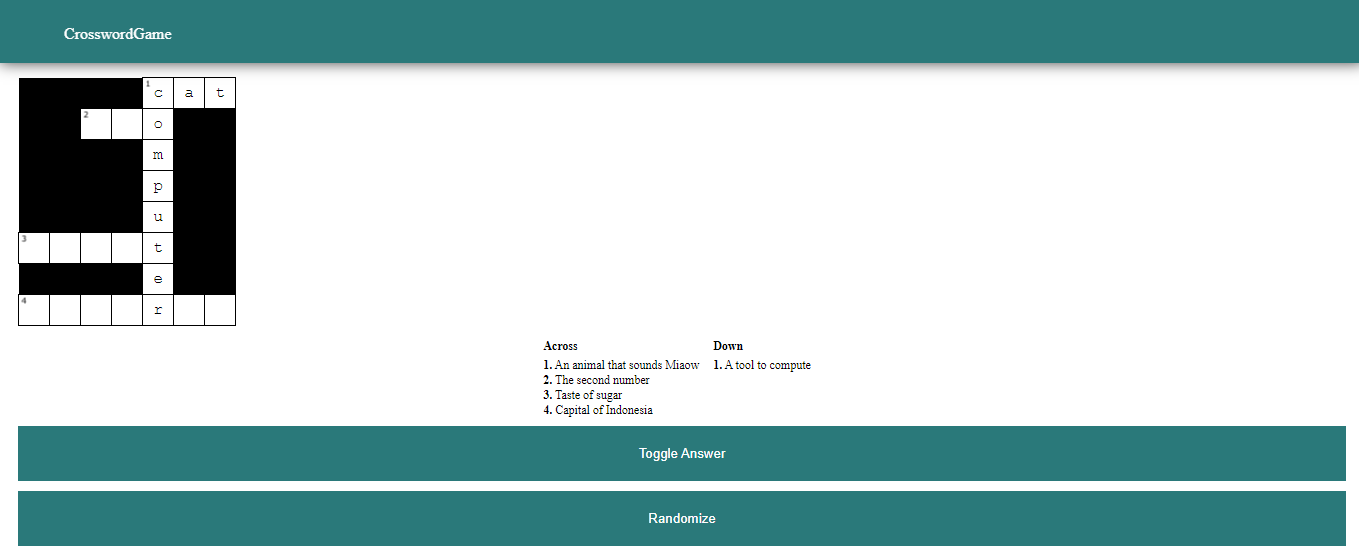 CrosswordGame
1 c a t
2 o
m
p
u
3 t
e
4 r
Across
1. An animal that sounds Miaow
2. The second number
3. Taste of sugar
4. Capital of Indonesia
Down
1. A tool to compute
Toggle Answer
Randomize